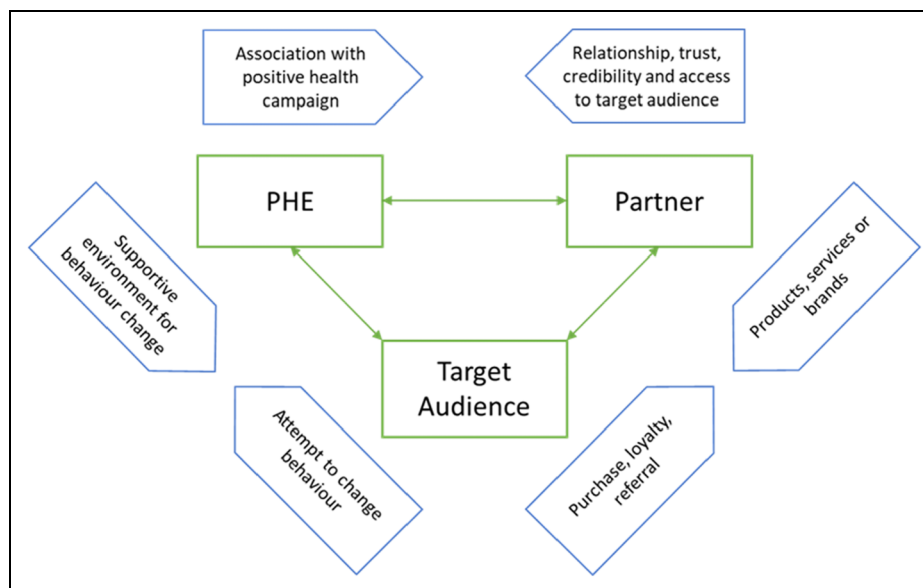 Association with
positive health
campaign
Relationship, trust,
credibility and access
to target audience
PHE
Partner
Supportive
environment for
behaviour change
Products, services or
brands
Target
Audience
Attempt to change
behaviour
Purchase, loyalty,
referral